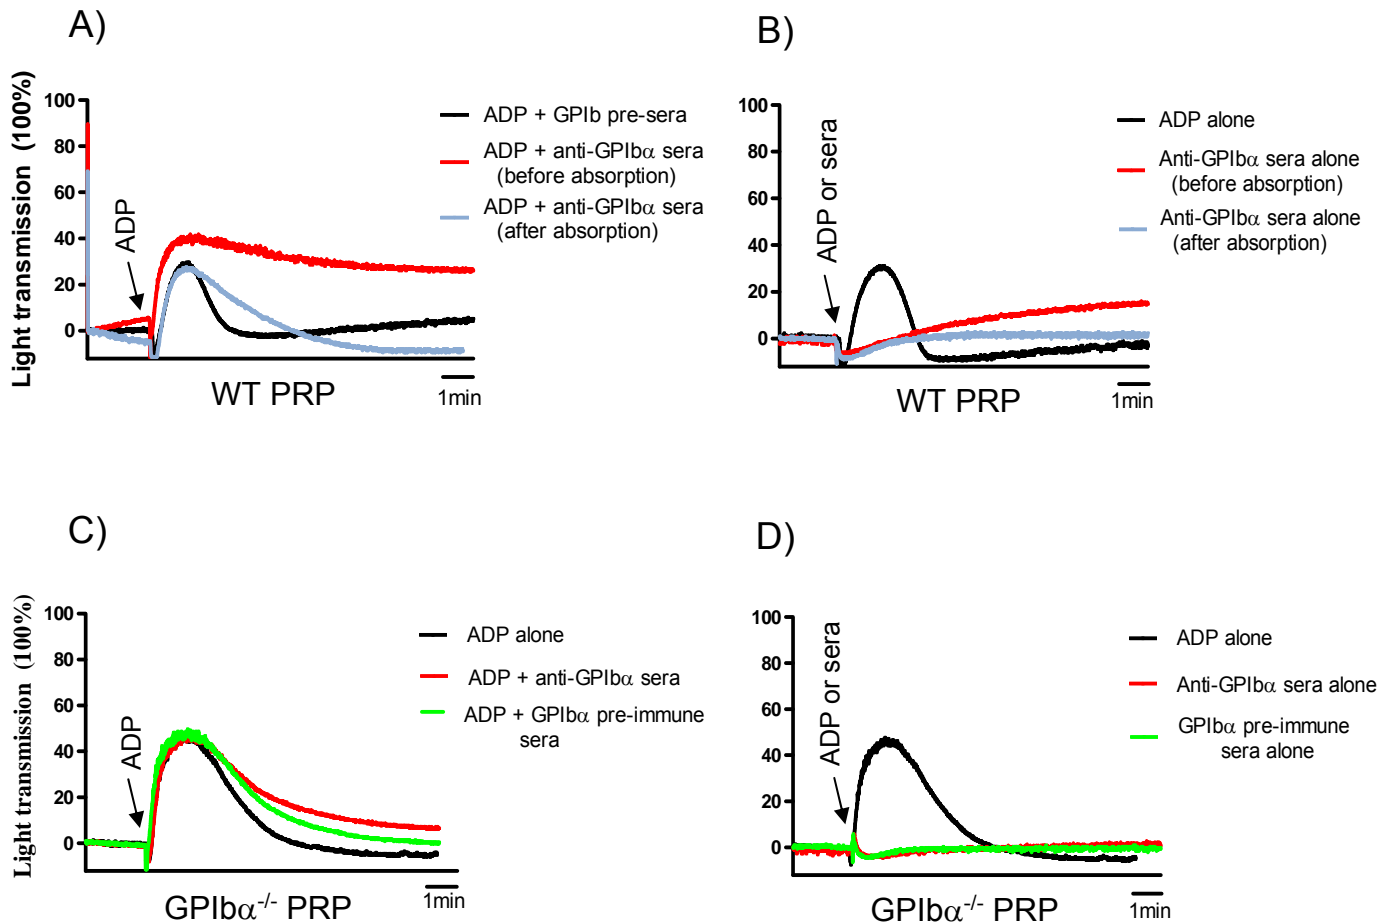 A)
Light transmission (100%)
100
80
60
40
20
0
ADP
ADP + GPIb pre-sera
ADP + anti-GPIbα sera
(before absorption)
ADP + anti-GPIbα sera
(after absorption)
WT PRP
1min
B)
100
80
60
40
20
0
ADP or sera
ADP alone
Anti-GPIbα sera alone
(before absorption)
Anti-GPIbα sera alone
(after absorption)
WT PRP
1min
C)
Light transmission (100%)
100
80
60
40
20
0
ADP
ADP alone
ADP + anti-GPIbα sera
ADP + GPIbα pre-immune
sera
GPIbα-/- PRP
1min
D)
100
80
60
40
20
0
ADP or sera
ADP alone
Anti-GPIbα sera alone
GPIbα pre-immune
sera alone
GPIbα-/- PRP
1min